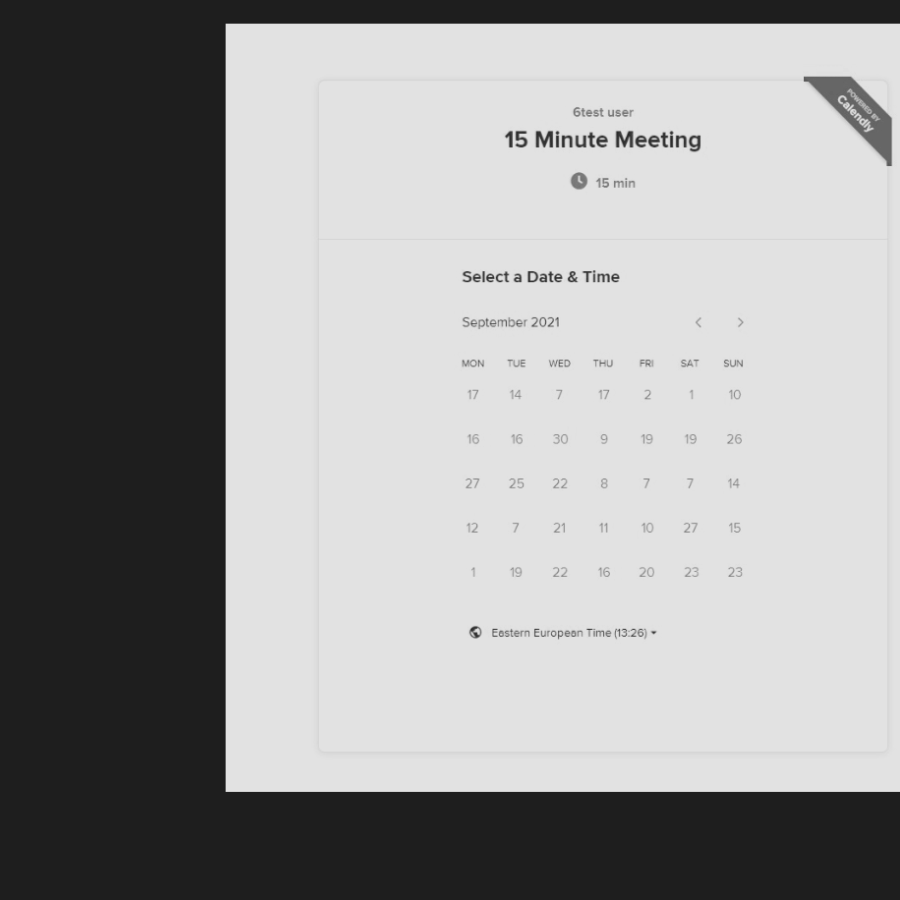 POWERED BY
Calendly
6test user
15 Minute Meeting
15 min
Select a Date & Time
September 2021
MON TUE WED THU FRI SAT SUN
17 14 7 17 2 1 10
16 16 30 9 19 19 26
27 25 22 8 7 7 14
12 7 21 11 10 27 15
1 19 22 16 20 23 23
Eastern European Time (13:26)